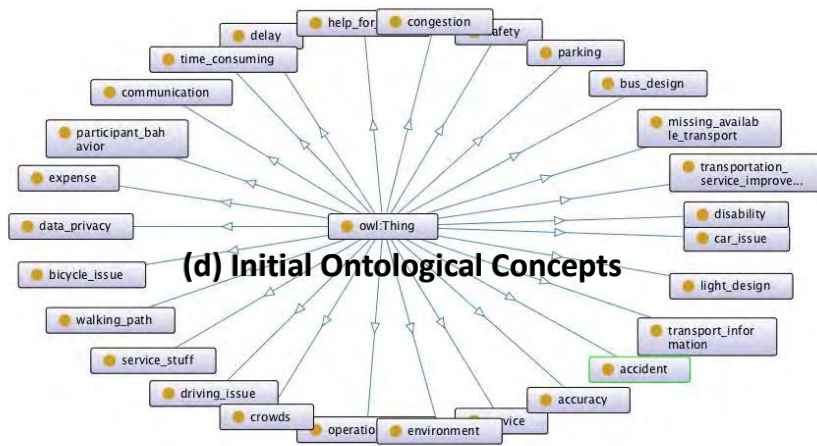 help_for_
congestion
delay
afety
time_consuming
parking
communication
bus_design
participant_bah
avior
missing_availab
le_transport
expense
transportation_
service_improve...
owl:Thing
disability
data_privacy
car_issue
bicycle_issue
(d) Initial Ontological Concepts
light_design
walking_path
transport_infor
mation
service_stuff
accident
driving_issue
accuracy
crowds
operatio
environment
vice